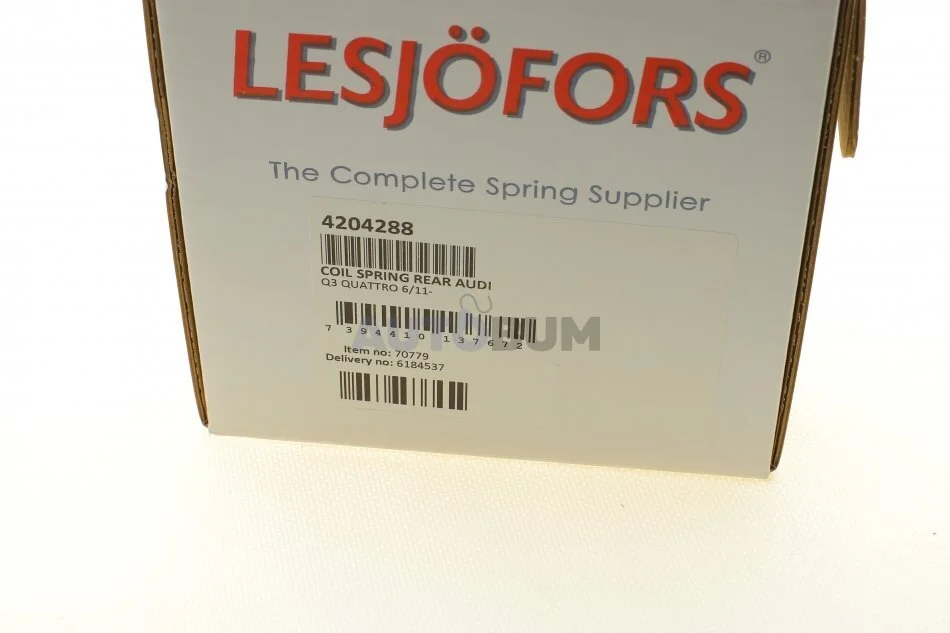 LESJÖFORS®
The Complete Spring Supplier
4204288
COIL SPRING REAR AUDI
Q3 QUATTRO 6/11-
AUTOBUM
7 394410 137672
Item no: 70779
Delivery no: 6184537